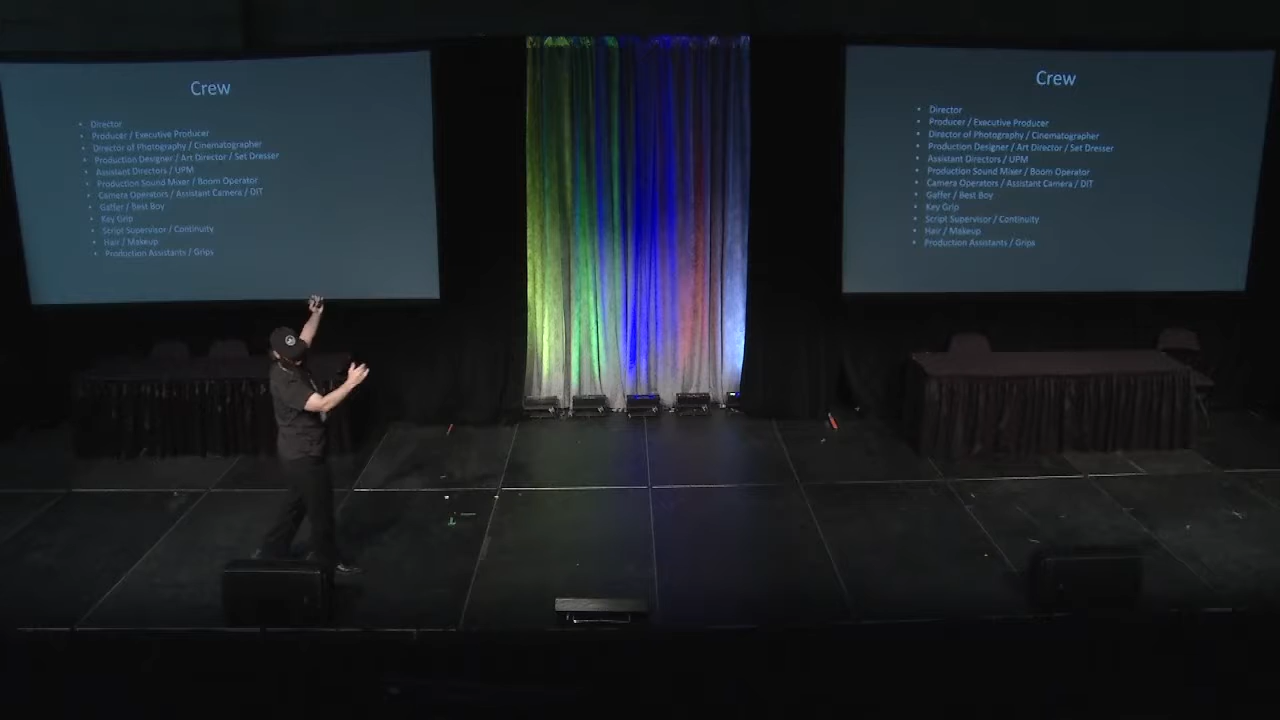 Crew
• Director
• Producer / Executive Producer
• Director of Photography / Cinematographer
• Production Designer / Art Director / Set Dresser
• Assistant Directors / UPM
• Production Sound Mixer / Boom Operator
• Camera Operators / Assistant Camera / DIT
• Gaffer / Best Boy
• Key Grip
• Script Supervisor / Continuity
• Hair / Makeup
• Production Assistants / Grips
Crew
• Director
• Producer / Executive Producer
• Director of Photography / Cinematographer
• Production Designer / Art Director / Set Dresser
• Assistant Directors / UPM
• Production Sound Mixer / Boom Operator
• Camera Operators / Assistant Camera / DIT
• Gaffer / Best Boy
• Key Grip
• Script Supervisor / Continuity
• Hair / Makeup
• Production Assistants / Grips